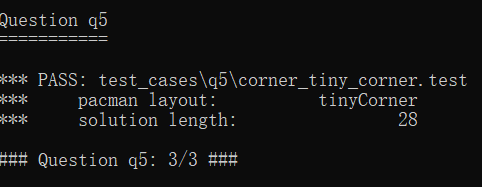 Question q5
===========
*** PASS: test_cases\q5\corner_tiny_corner.test
*** pacman layout: tinyCorner
*** solution length: 28
### Question q5: 3/3 ###